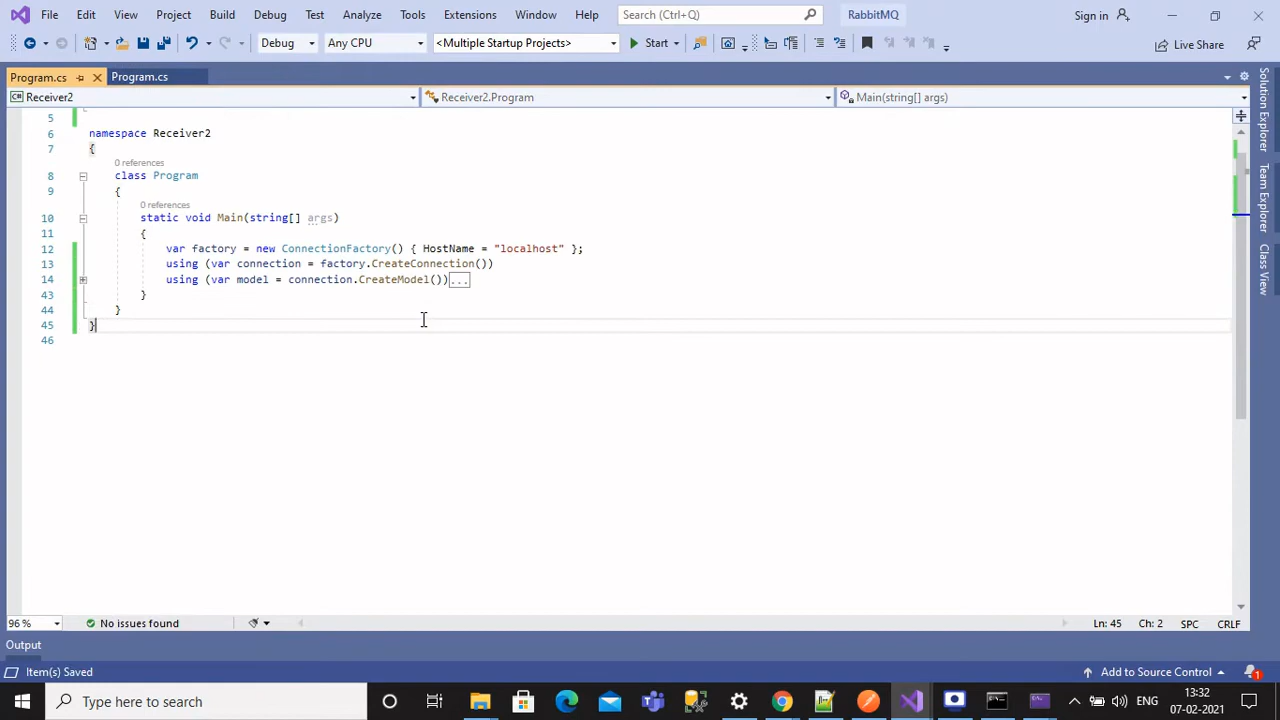 File Edit View Project Build Debug Test Analyze Tools Extensions Window Help Search (Ctrl+Q) RabbitMQ Sign in
Debug Any CPU <Multiple Startup Projects> Start Live Share
Program.cs Program.cs
Receiver2 Receiver2.Program Main(string[] args)
5
6 namespace Receiver2
7 {
0 references
8 class Program
9 {
0 references
10 static void Main(string[] args)
11 {
12 var factory = new ConnectionFactory() { HostName = "localhost" };
13 using (var connection = factory.CreateConnection())
14 using (var model = connection.CreateModel())...
43 }
44 }
45 }
46
Solution Explorer
Team Explorer
Class View
96 % No issues found Ln: 45 Ch: 2 SPC CRLF
Output
Item(s) Saved Add to Source Control 1
Type here to search ENG 13:32
07-02-2021